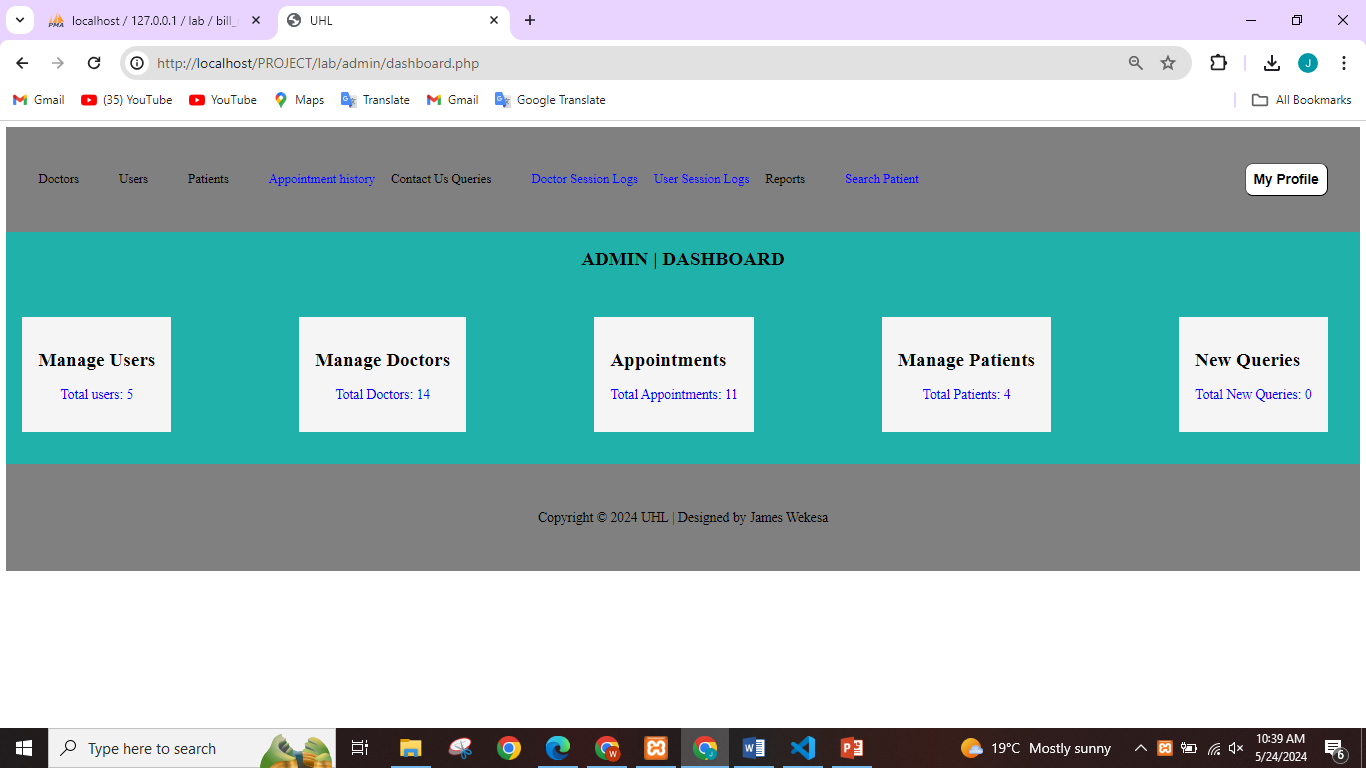 localhost / 127.0.0.1 / lab / bill_
UHL
http://localhost/PROJECT/lab/admin/dashboard.php
J
Gmail (35) YouTube YouTube Maps Translate Gmail Google Translate All Bookmarks
Doctors Users Patients Appointment history Contact Us Queries Doctor Session Logs User Session Logs Reports Search Patient My Profile
ADMIN | DASHBOARD
Manage Users
Total users: 5
Manage Doctors
Total Doctors: 14
Appointments
Total Appointments: 11
Manage Patients
Total Patients: 4
New Queries
Total New Queries: 0
Copyright © 2024 UHL | Designed by James Wekesa
Type here to search
19°C Mostly sunny
10:39 AM
5/24/2024
6